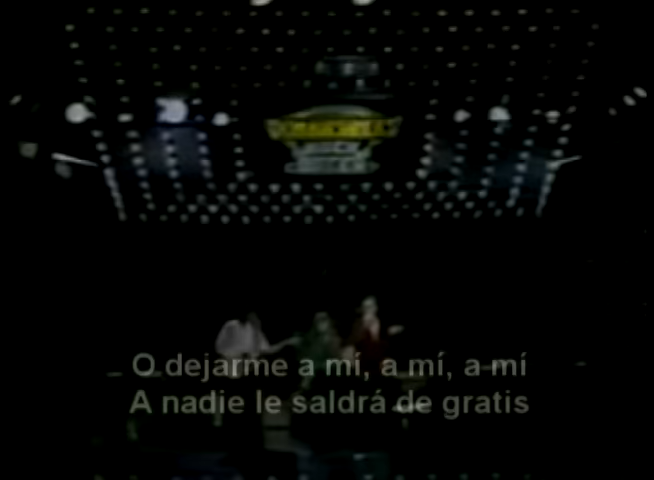 O dejarme a mí, a mí, a mí
A nadie le saldrá de gratis